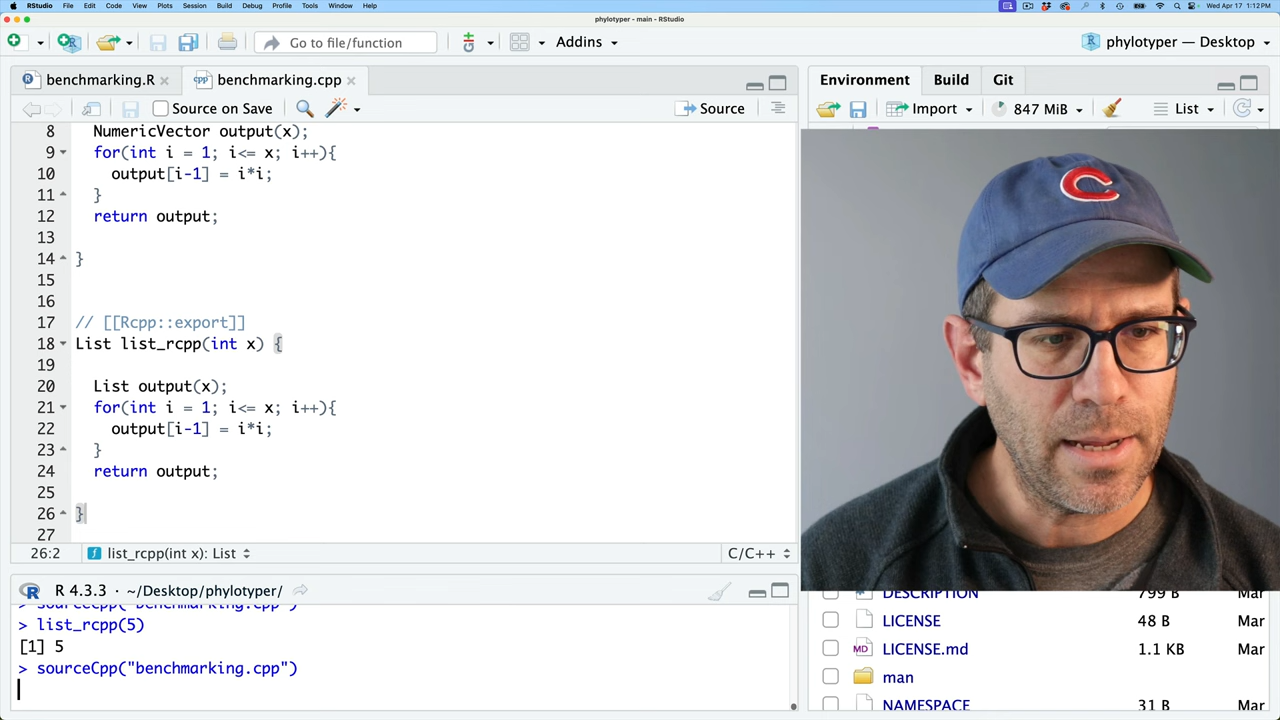 RStudio File Edit Code View Plots Session Build Debug Profile Tools Window Help Wed Apr 17 1:12PM
phylotyper - main - RStudio
Go to file/function Addins phylotyper — Desktop
benchmarking.R benchmarking.cpp
Source on Save Source
8 NumericVector output(x);
9 for(int i = 1; i<= x; i++){
10 output[i-1] = i*i;
11 }
12 return output;
13
14 }
15
16
17 // [[Rcpp::export]]
18 List list_rcpp(int x) {
19
20 List output(x);
21 for(int i = 1; i<= x; i++){
22 output[i-1] = i*i;
23 }
24 return output;
25
26 }
27
26:2 list_rcpp(int x): List C/C++
R 4.3.3 · ~/Desktop/phylotyper/
> sourceCpp("benchmarking.cpp")
> list_rcpp(5)
[1] 5
> sourceCpp("benchmarking.cpp")
Environment Build Git
Import 847 MiB List
C
DESCRIPTION 799 B Mar
LICENSE 48 B Mar
LICENSE.md 1.1 KB Mar
man
NAMESPACE 31 B Mar